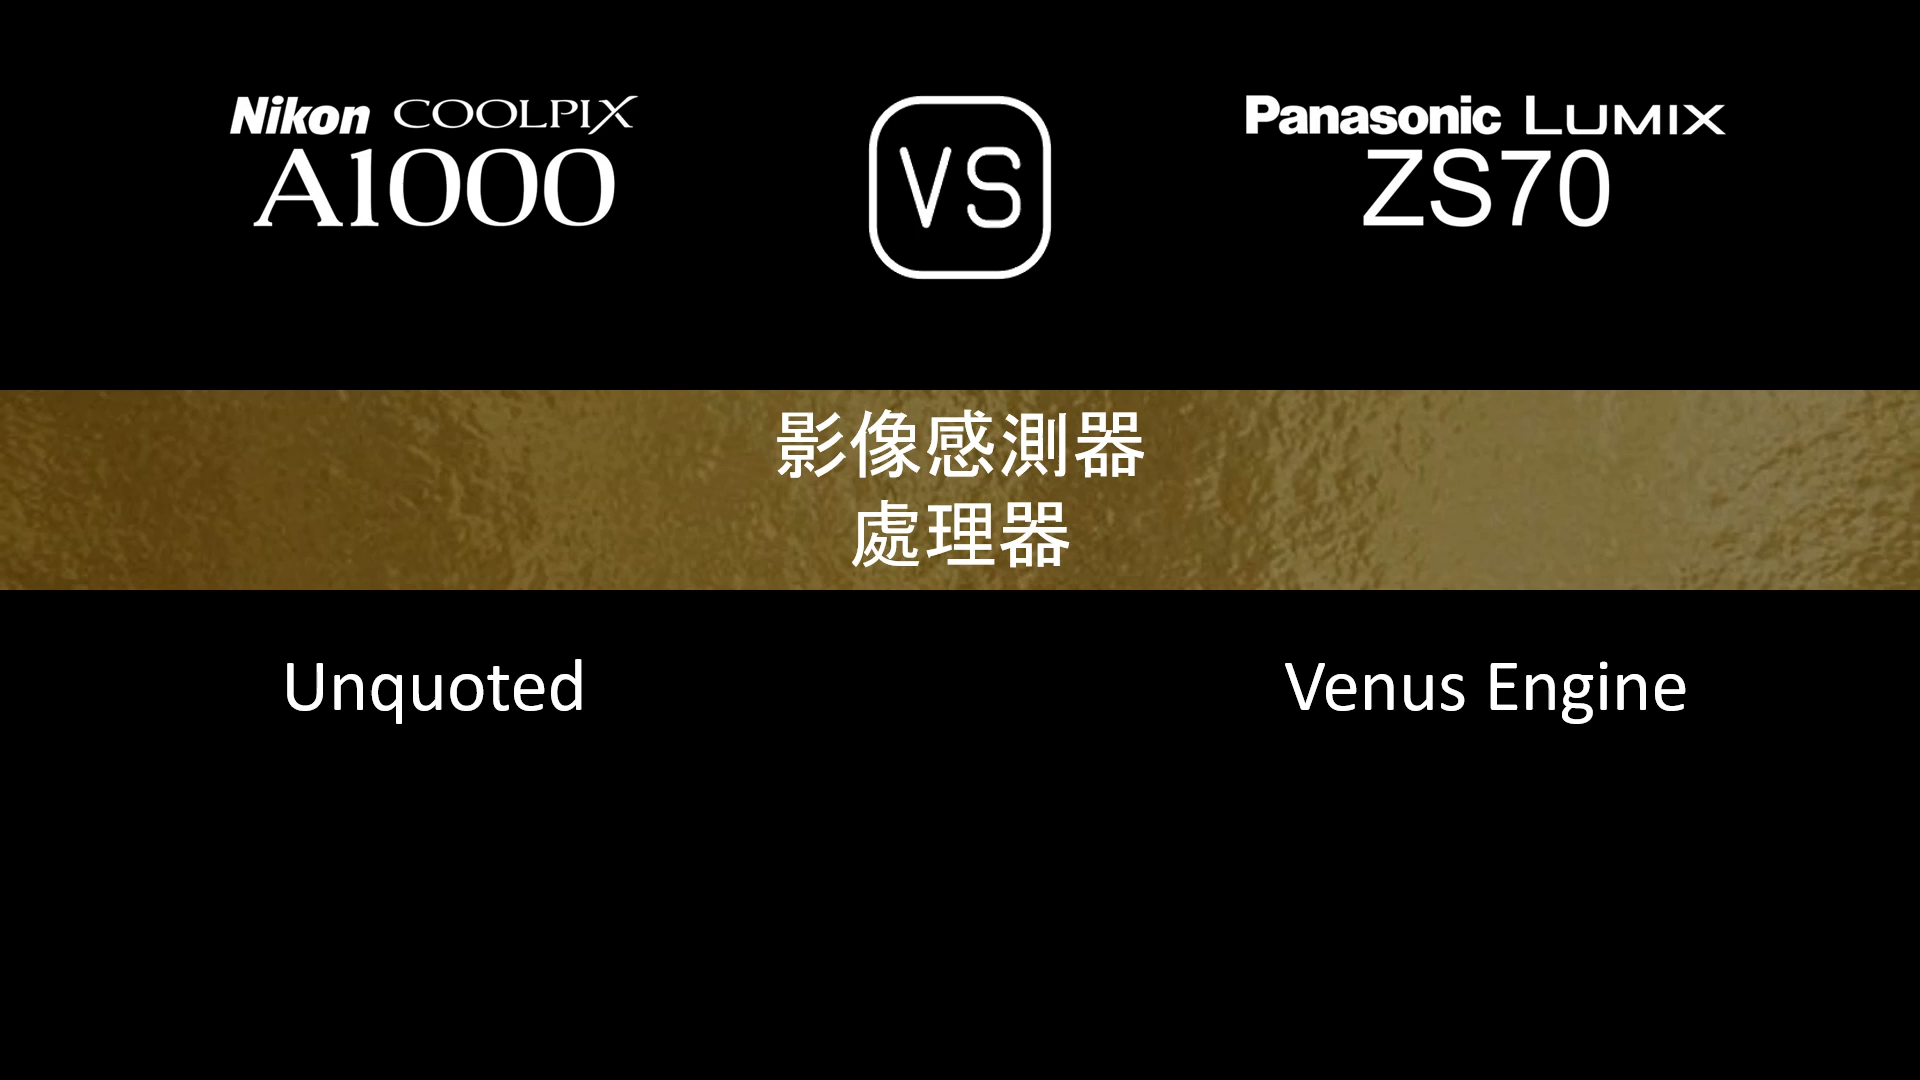 Nikon COOLPIX
A1000
VS
Panasonic LUMIX
ZS70
影像感測器
處理器
Unquoted
Venus Engine